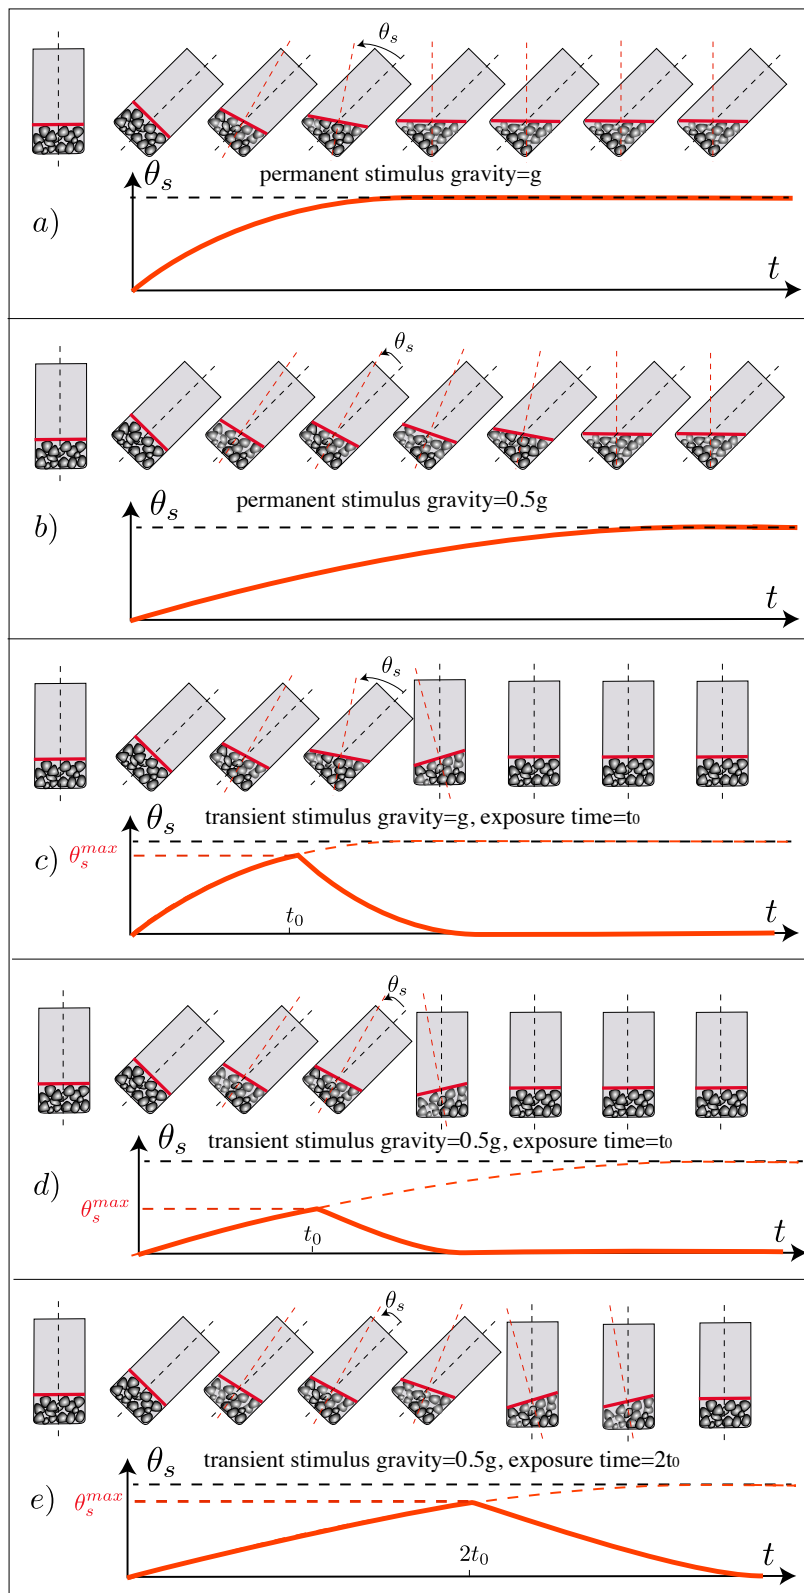 θₛ
θₛ
permanent stimulus gravity=g
a)
t
θₛ
θₛ
permanent stimulus gravity=0.5g
b)
t
θₛ
θₛ
transient stimulus gravity=g, exposure time=t₀
θₛᵐᵃˣ
c)
t₀
t
θₛ
θₛ
transient stimulus gravity=0.5g, exposure time=t₀
d)
θₛᵐᵃˣ
t₀
t
θₛ
θₛ
transient stimulus gravity=0.5g, exposure time=2t₀
e)
θₛᵐᵃˣ
2t₀
t